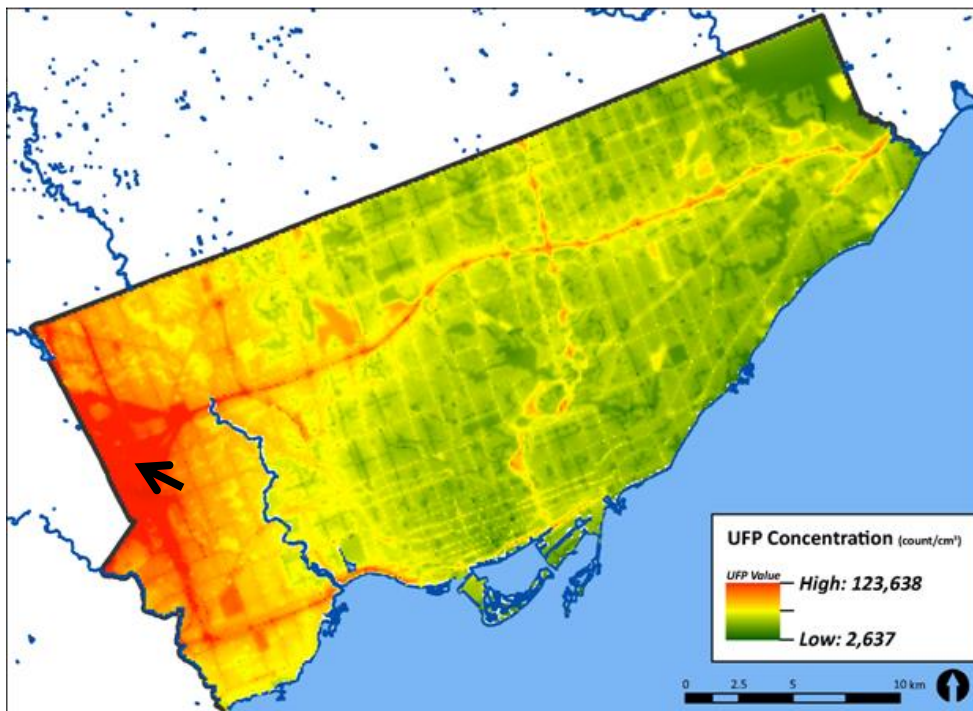 UFP Concentration (count/cm³)
UFP Value
High: 123,638
Low: 2,637
0 2.5 5 10 km